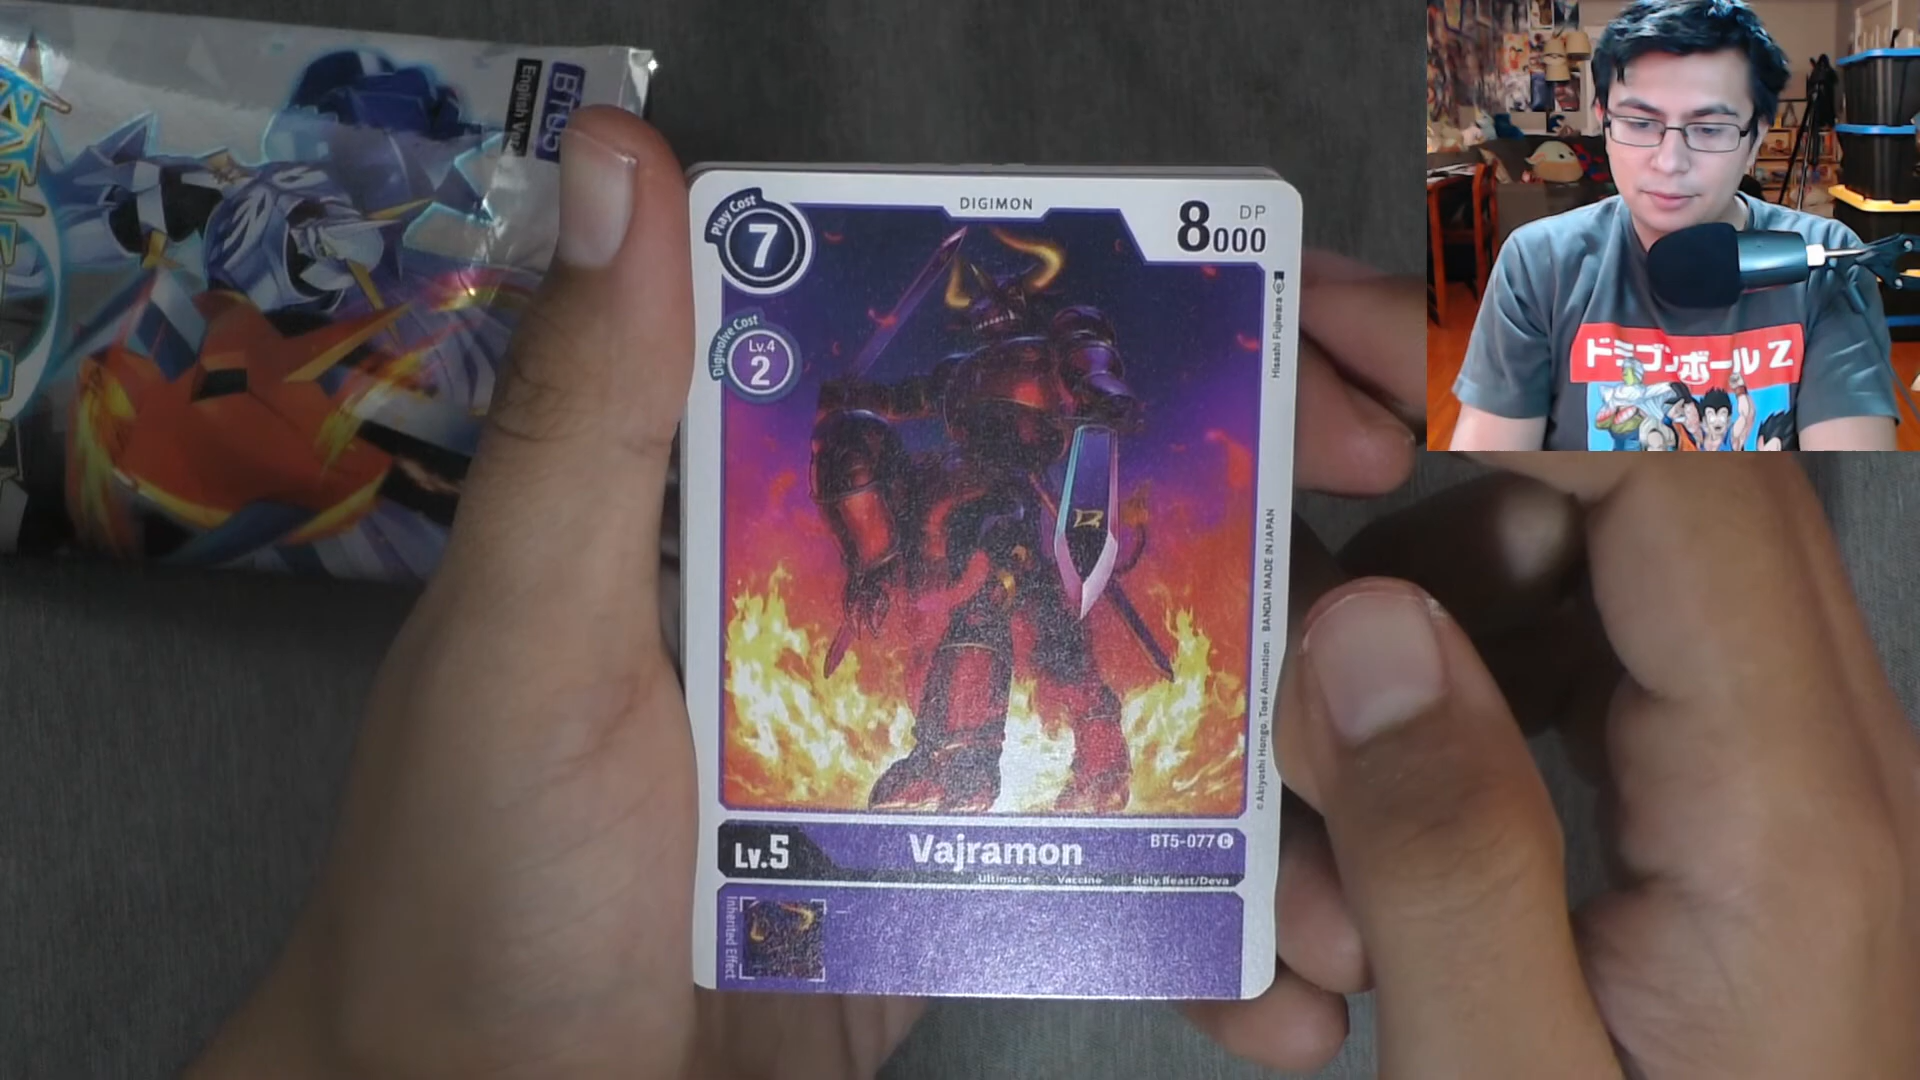 BT-05
English Ver.
Play Cost
7
DIGIMON
8000
DP
Digivolve Cost
Lv.4
2
Hisashi Fujiwara
©Akiyoshi Hongo, Toei Animation BANDAI MADE IN JAPAN
Lv.5
Vajramon
BT5-077 C
Ultimate | Vaccine | Holy Beast/Deva
Inherited Effect
—
ドラゴンボールZ